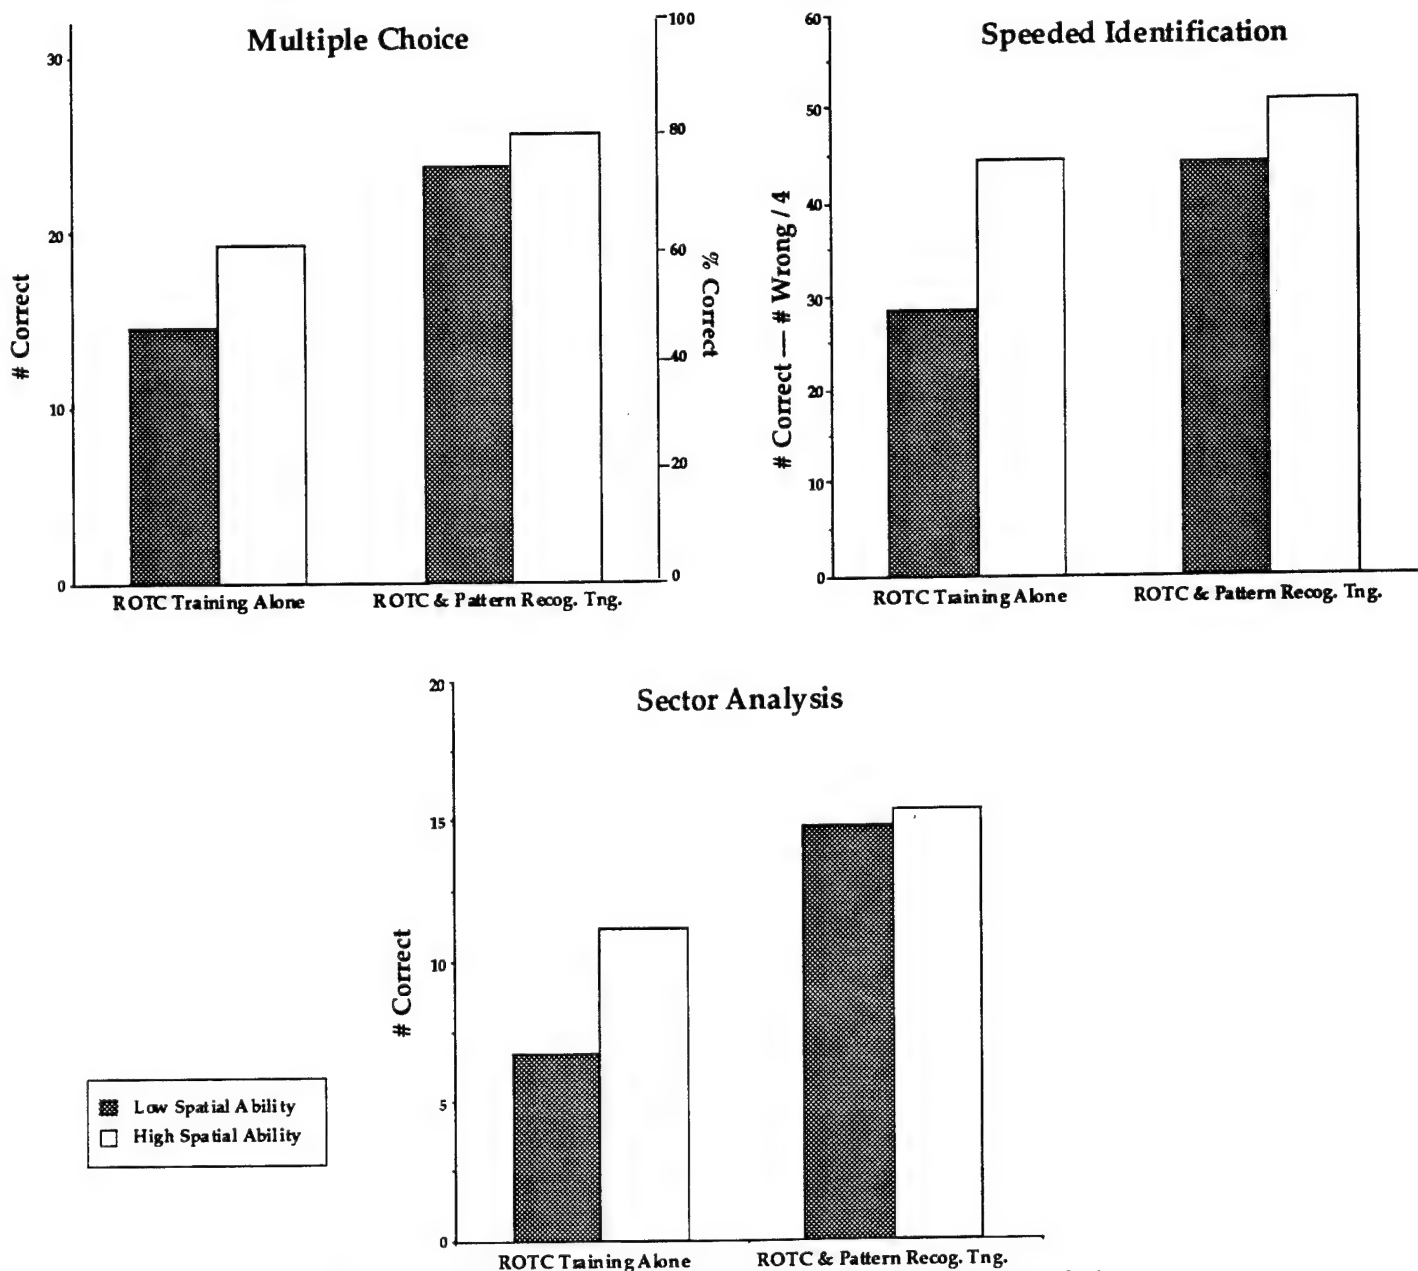 Multiple Choice
# Correct
30
20
10
0
100
80
60
40
20
0
% Correct
ROTC Training Alone
ROTC & Pattern Recog. Tng.
Speeded Identification
# Correct — # Wrong / 4
60
50
40
30
20
10
0
ROTC Training Alone
ROTC & Pattern Recog. Tng.
Sector Analysis
# Correct
20
15
10
5
0
ROTC Training Alone
ROTC & Pattern Recog. Tng.
Low Spatial Ability
High Spatial Ability